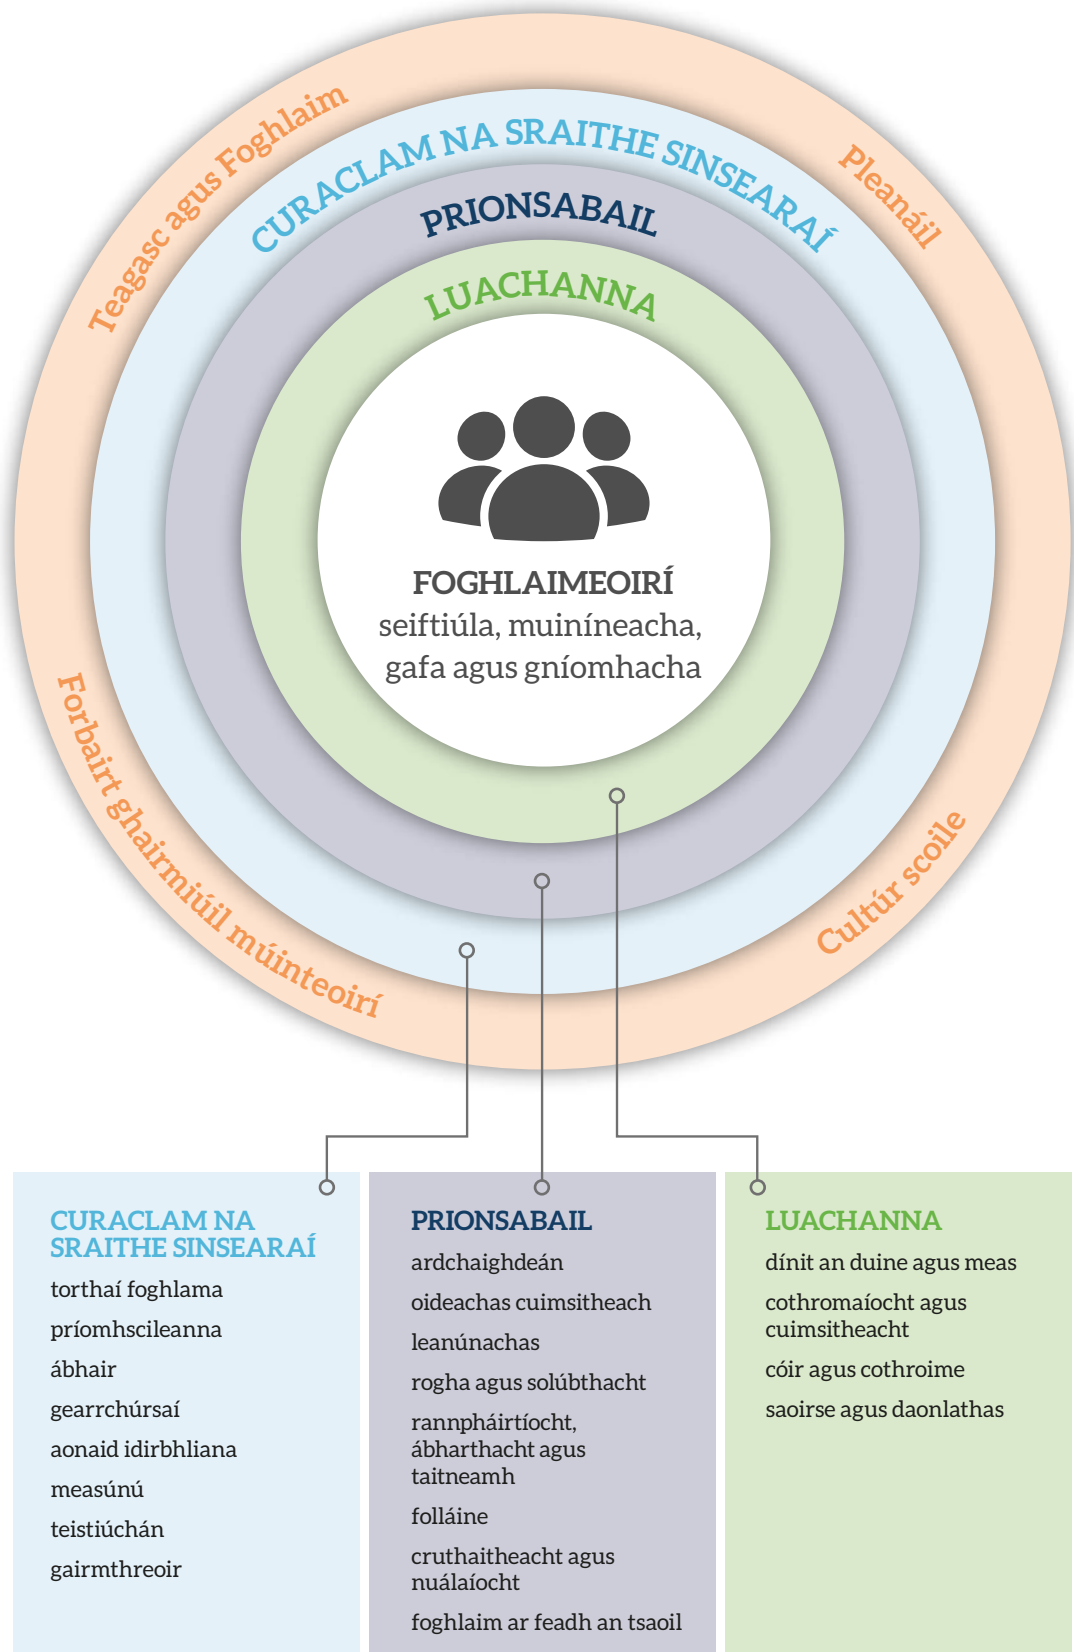 Teagasc agus Foghlaim
Pleanáil
CURACLAM NA SRAITHE SINSEARAÍ
PRIONSABAIL
LUACHANNA
FOGHLAIMEOIRÍ
seiftiúla, muiníneacha,
gafa agus gníomhacha
Forbairt ghairmiúil múinteoirí
Cultúr scoile
CURACLAM NA
SRAITHE SINSEARAÍ
torthaí foghlama
príomhscileanna
ábhair
gearrchúrsaí
aonaid idirbhliana
measúnú
teistiúchán
gairmthreoir
PRIONSABAIL
ardchaighdeán
oideachas cuimsitheach
leanúnachas
rogha agus solúbthacht
rannpháirtíocht,
ábharthacht agus
taitneamh
folláine
cruthaitheacht agus
nuálaíocht
foghlaim ar feadh an tsaoil
LUACHANNA
dínit an duine agus meas
cothromaíocht agus
cuimsitheacht
cóir agus cothroime
saoirse agus daonlathas